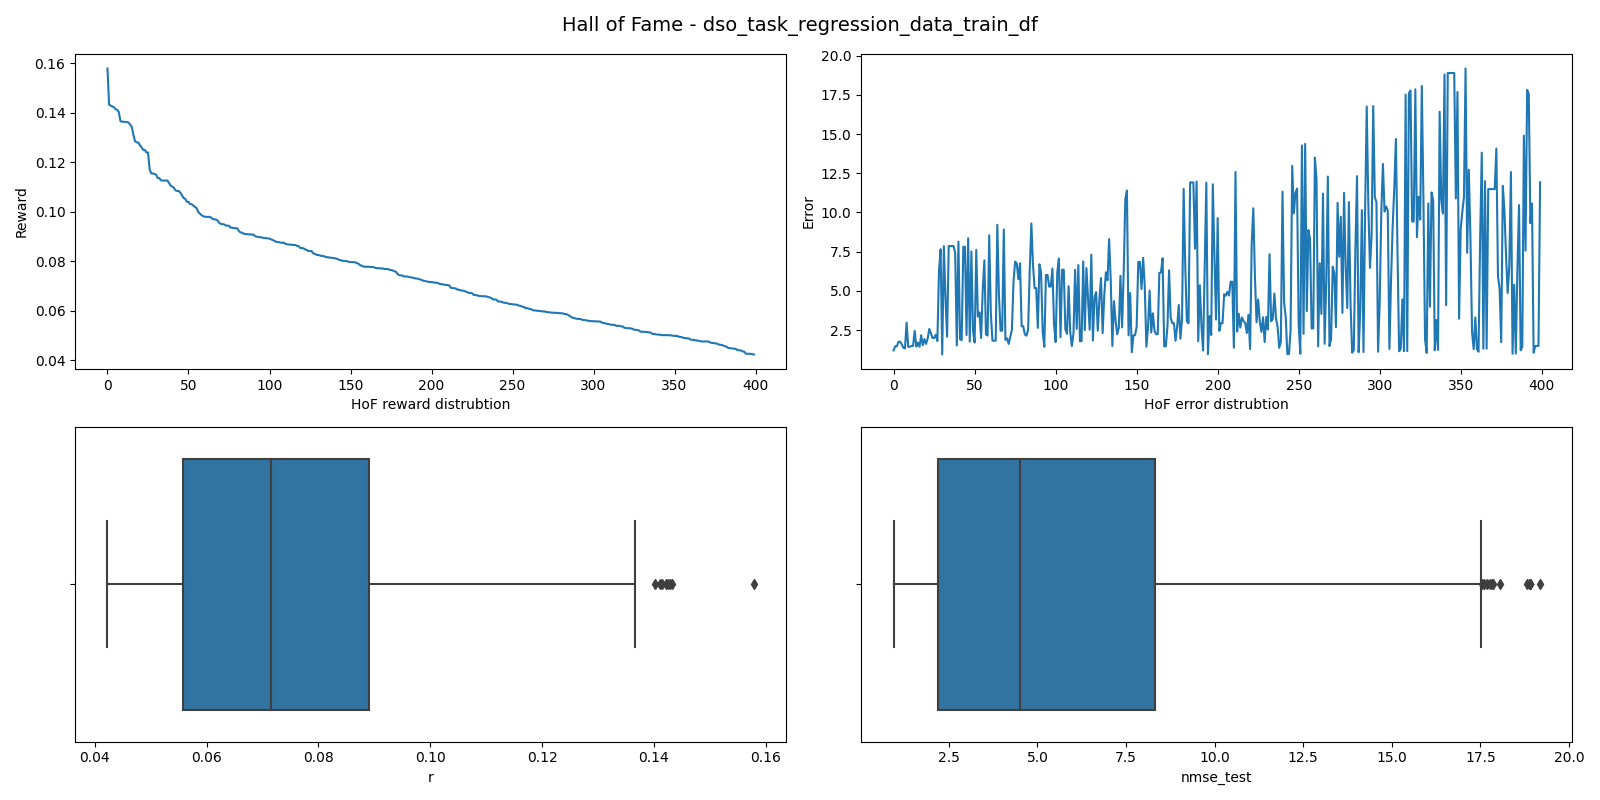 Hall of Fame - dso_task_regression_data_train_df
Reward
0.16
0.14
0.12
0.10
0.08
0.06
0.04
0 50 100 150 200 250 300 350 400
HoF reward distrubtion
Error
20.0
17.5
15.0
12.5
10.0
7.5
5.0
2.5
0 50 100 150 200 250 300 350 400
HoF error distrubtion
0.04 0.06 0.08 0.10 0.12 0.14 0.16
r
2.5 5.0 7.5 10.0 12.5 15.0 17.5 20.0
nmse_test